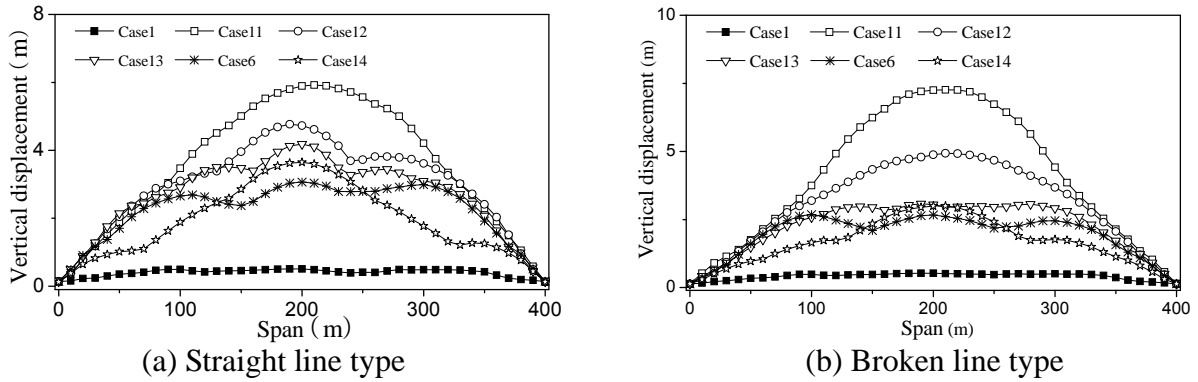 8
4
0
Vertical displacement (m)
Case1 Case11 Case12
Case13 Case6 Case14
0 100 200 300 400
Span (m)
(a) Straight line type
10
5
0
Vertical displacement (m)
Case1 Case11 Case12
Case13 Case6 Case14
0 100 200 300 400
Span (m)
(b) Broken line type